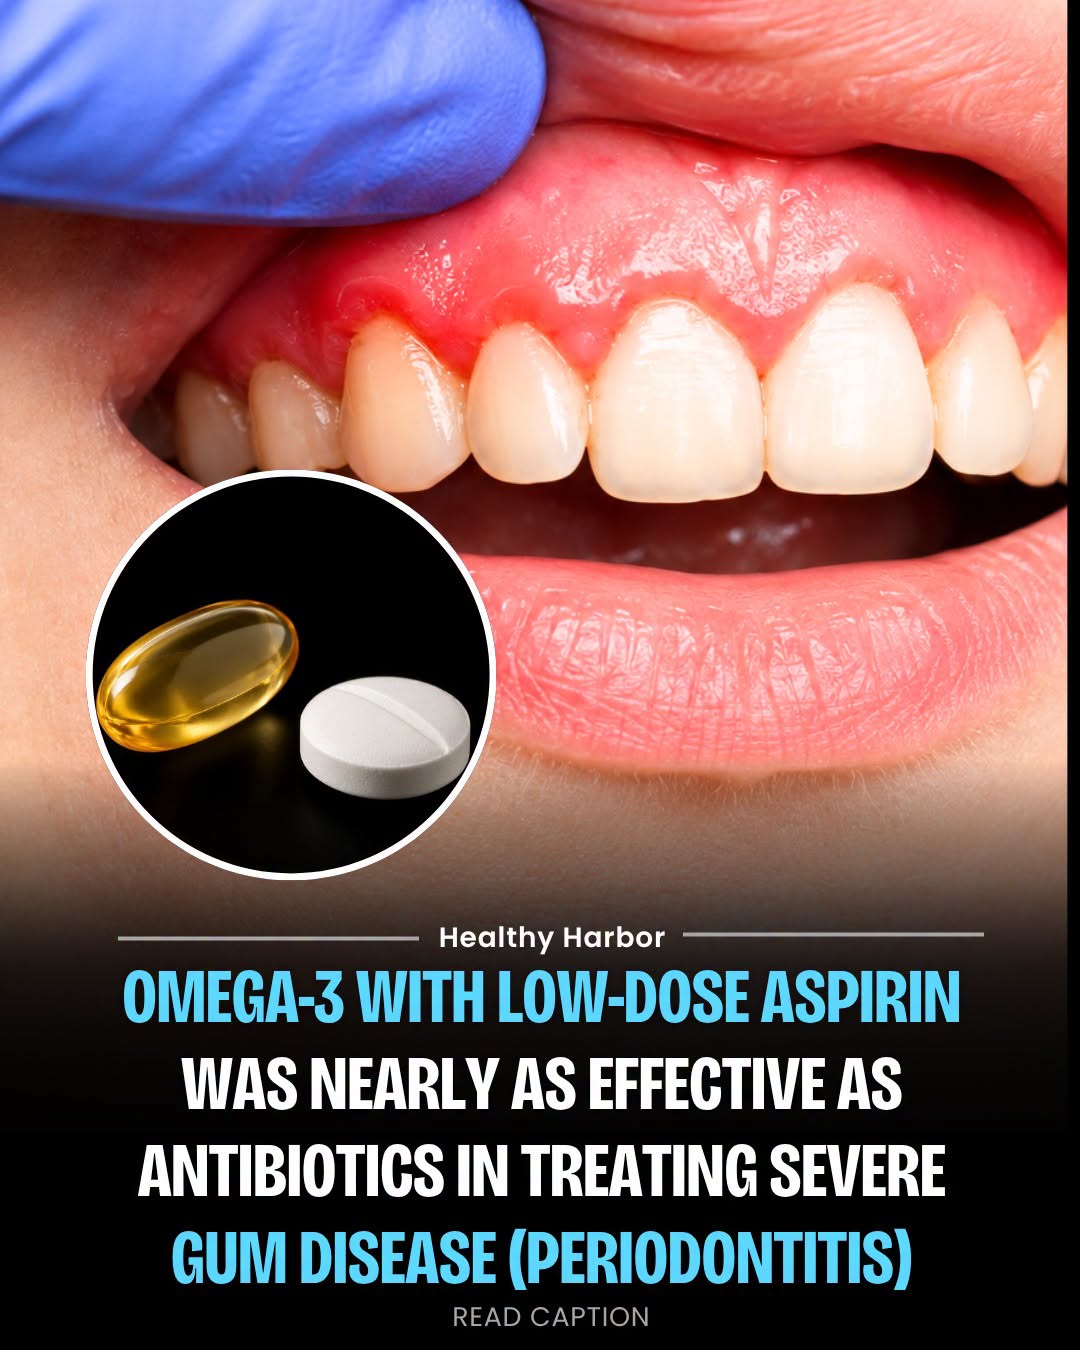 Healthy Harbor
OMEGA-3 WITH LOW-DOSE ASPIRIN
WAS NEARLY AS EFFECTIVE AS
ANTIBIOTICS IN TREATING SEVERE
GUM DISEASE (PERIODONTITIS)
READ CAPTION